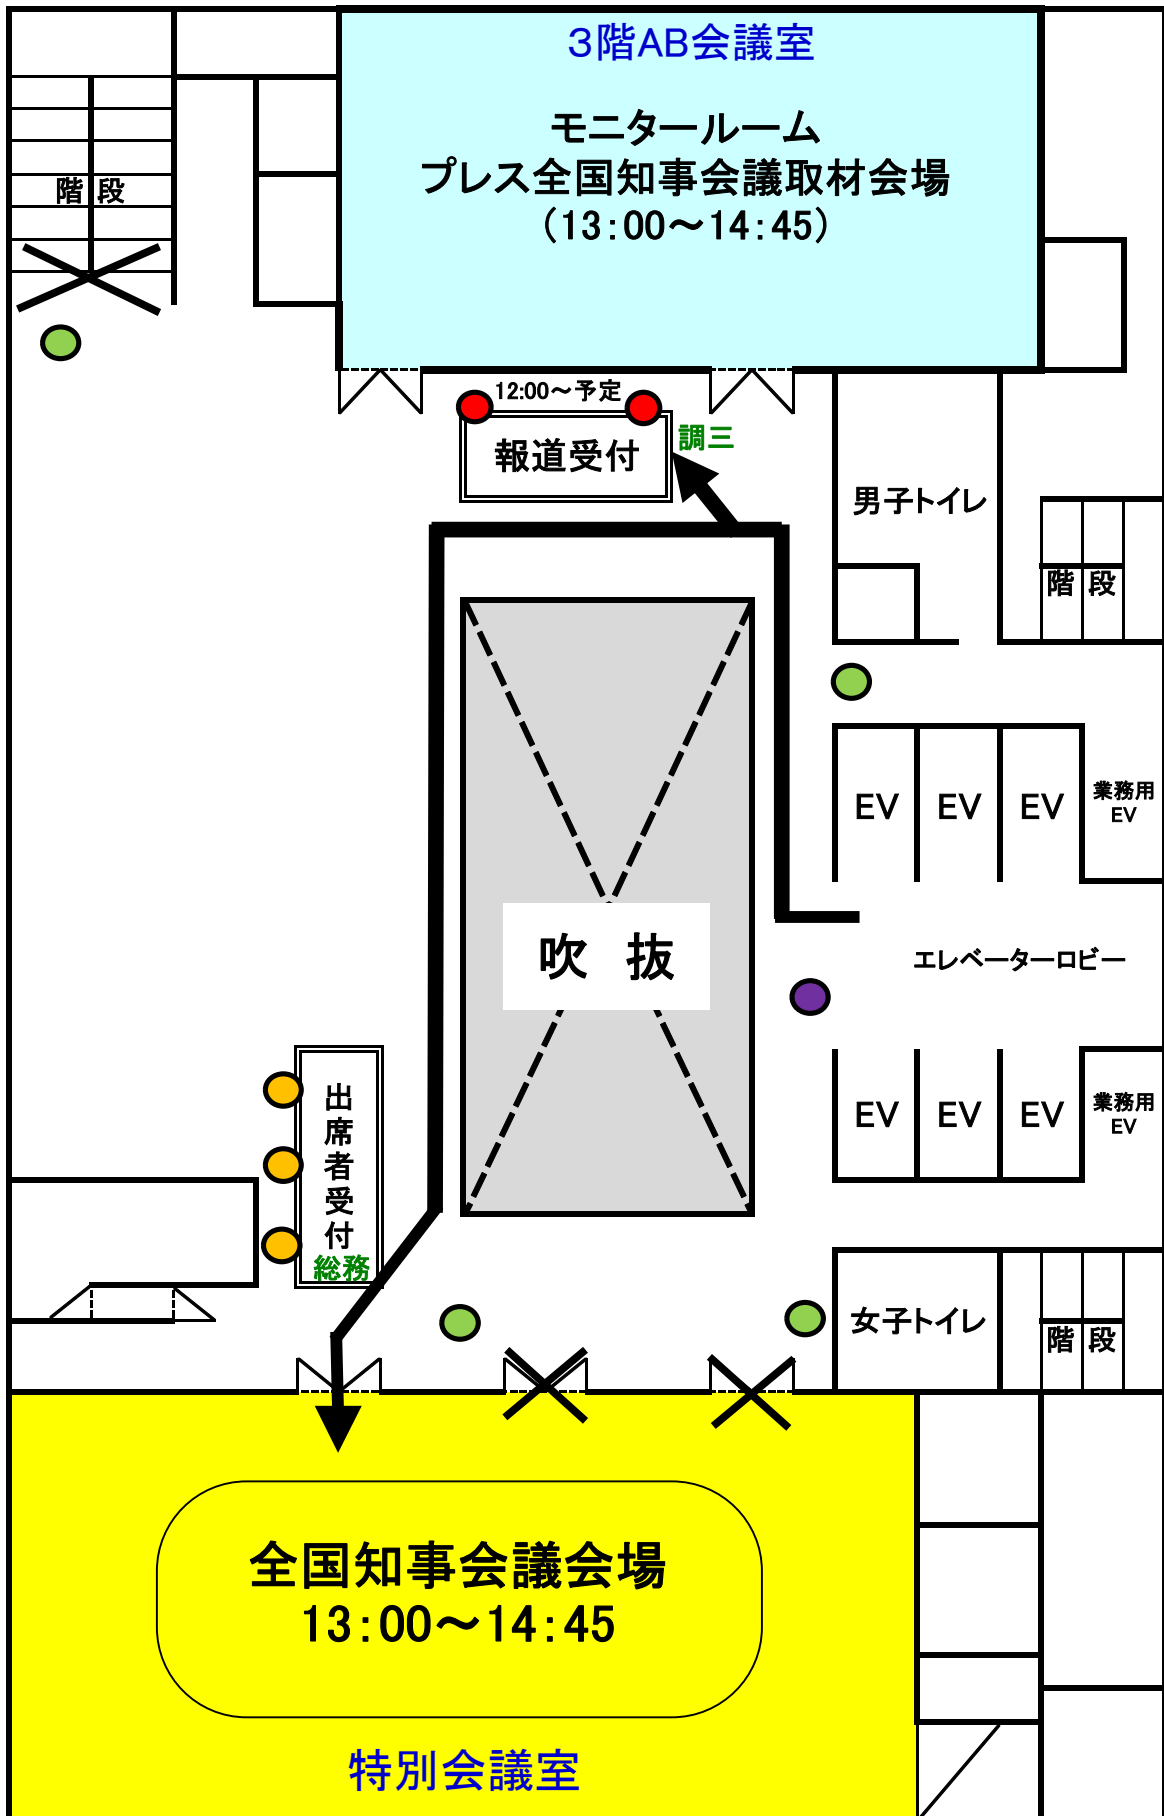 ３階AB会議室
モニタールーム
プレス全国知事会議取材会場
（13：00～14：45）
階 段
12:00～予定
報道受付
調三
男子トイレ
階 段
EV
EV
EV
業務用
EV
吹 抜
エレベーターロビー
出席者受付
総務
EV
EV
EV
業務用
EV
女子トイレ
階 段
全国知事会議会場
13：00～14：45
特別会議室